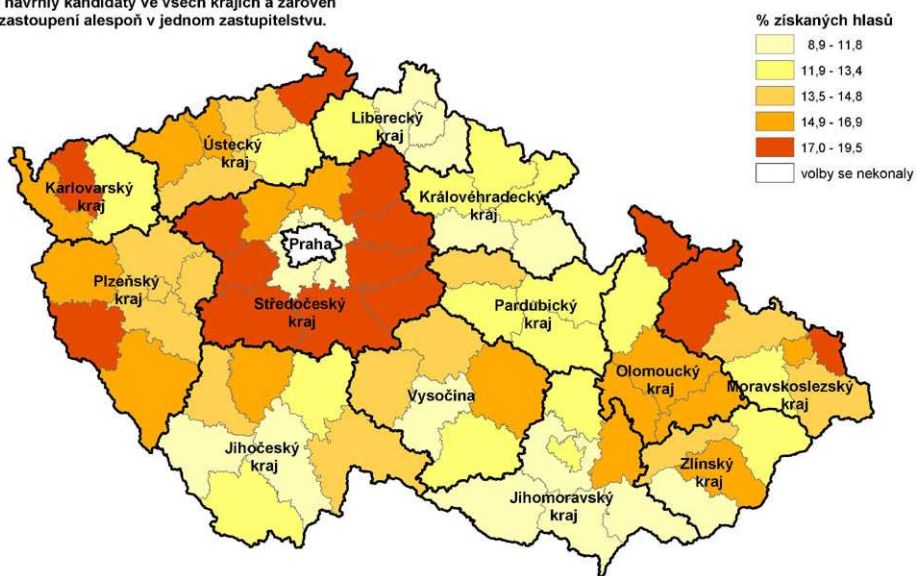 navrhly kandidáty ve všech krajích a zároveň
zastoupení alespoň v jednom zastupitelstvu.
% získaných hlasů
8,9 - 11,8
11,9 - 13,4
13,5 - 14,8
14,9 - 16,9
17,0 - 19,5
volby se nekonaly
Liberecký
kraj
Ústecký
kraj
Karlovarský
kraj
Královéhradecký
kraj
Praha
Plzeňský
kraj
Středočeský
kraj
Pardubický
kraj
Olomoucký
kraj
Moravskoslezský
kraj
Vysočina
Jihočeský
kraj
Zlínský
kraj
Jihomoravský
kraj